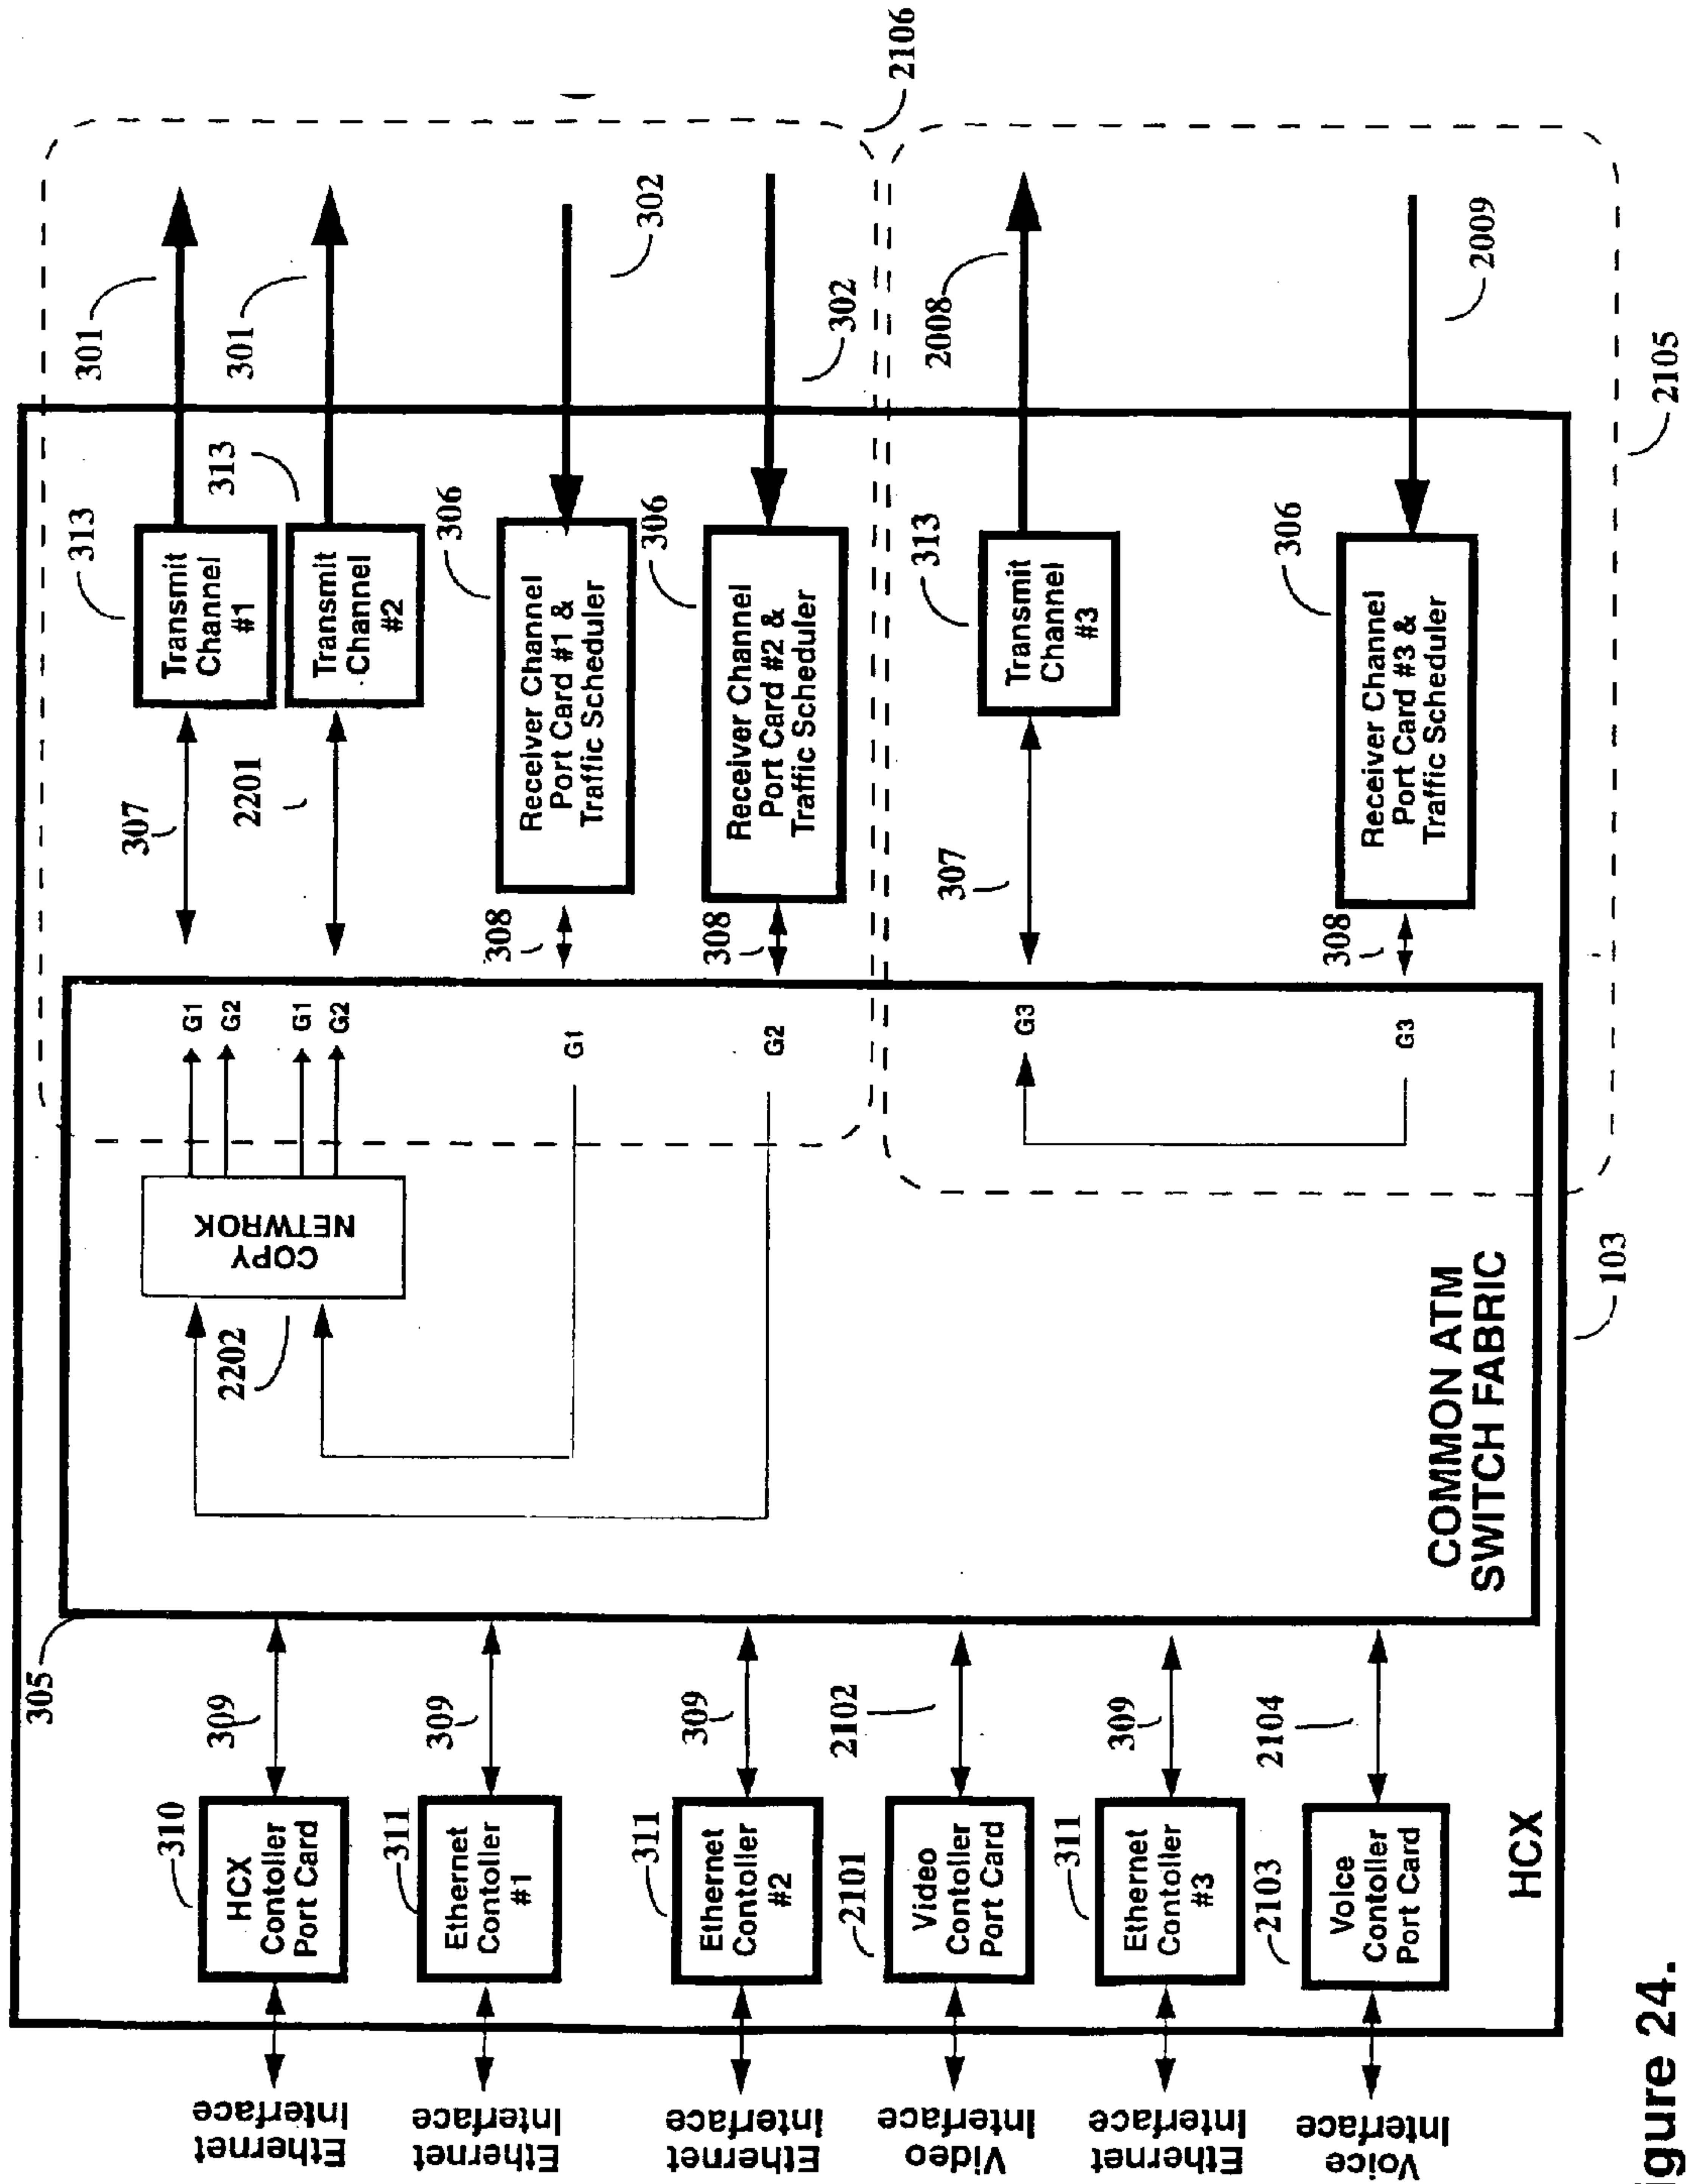 Ethernet
Interface
Ethernet
Interface
Ethernet
Interface
Video
Interface
Ethernet
Interface
Voice
Interface
310
HCX
Contoller
Port Card
309
311
Ethernet
Contoller
#1
309
311
Ethernet
Contoller
#2
309
2101
Video
Contoller
Port Card
2102
311
Ethernet
Contoller
#3
309
2103
Voice
Contoller
Port Card
2104
HCX
305
COMMON ATM
SWITCH FABRIC
103
COPY
NETWROK
2202
G1
G2
G1
G2
G1
G2
G3
G3
307
313
Transmit
Channel
#1
301
2201
313
Transmit
Channel
#2
301
308
306
Receiver Channel
Port Card #1 &
Traffic Scheduler
302
308
306
Receiver Channel
Port Card #2 &
Traffic Scheduler
302
2106
307
313
Transmit
Channel
#3
2008
308
306
Receiver Channel
Port Card #3 &
Traffic Scheduler
2009
2105
gure 24.